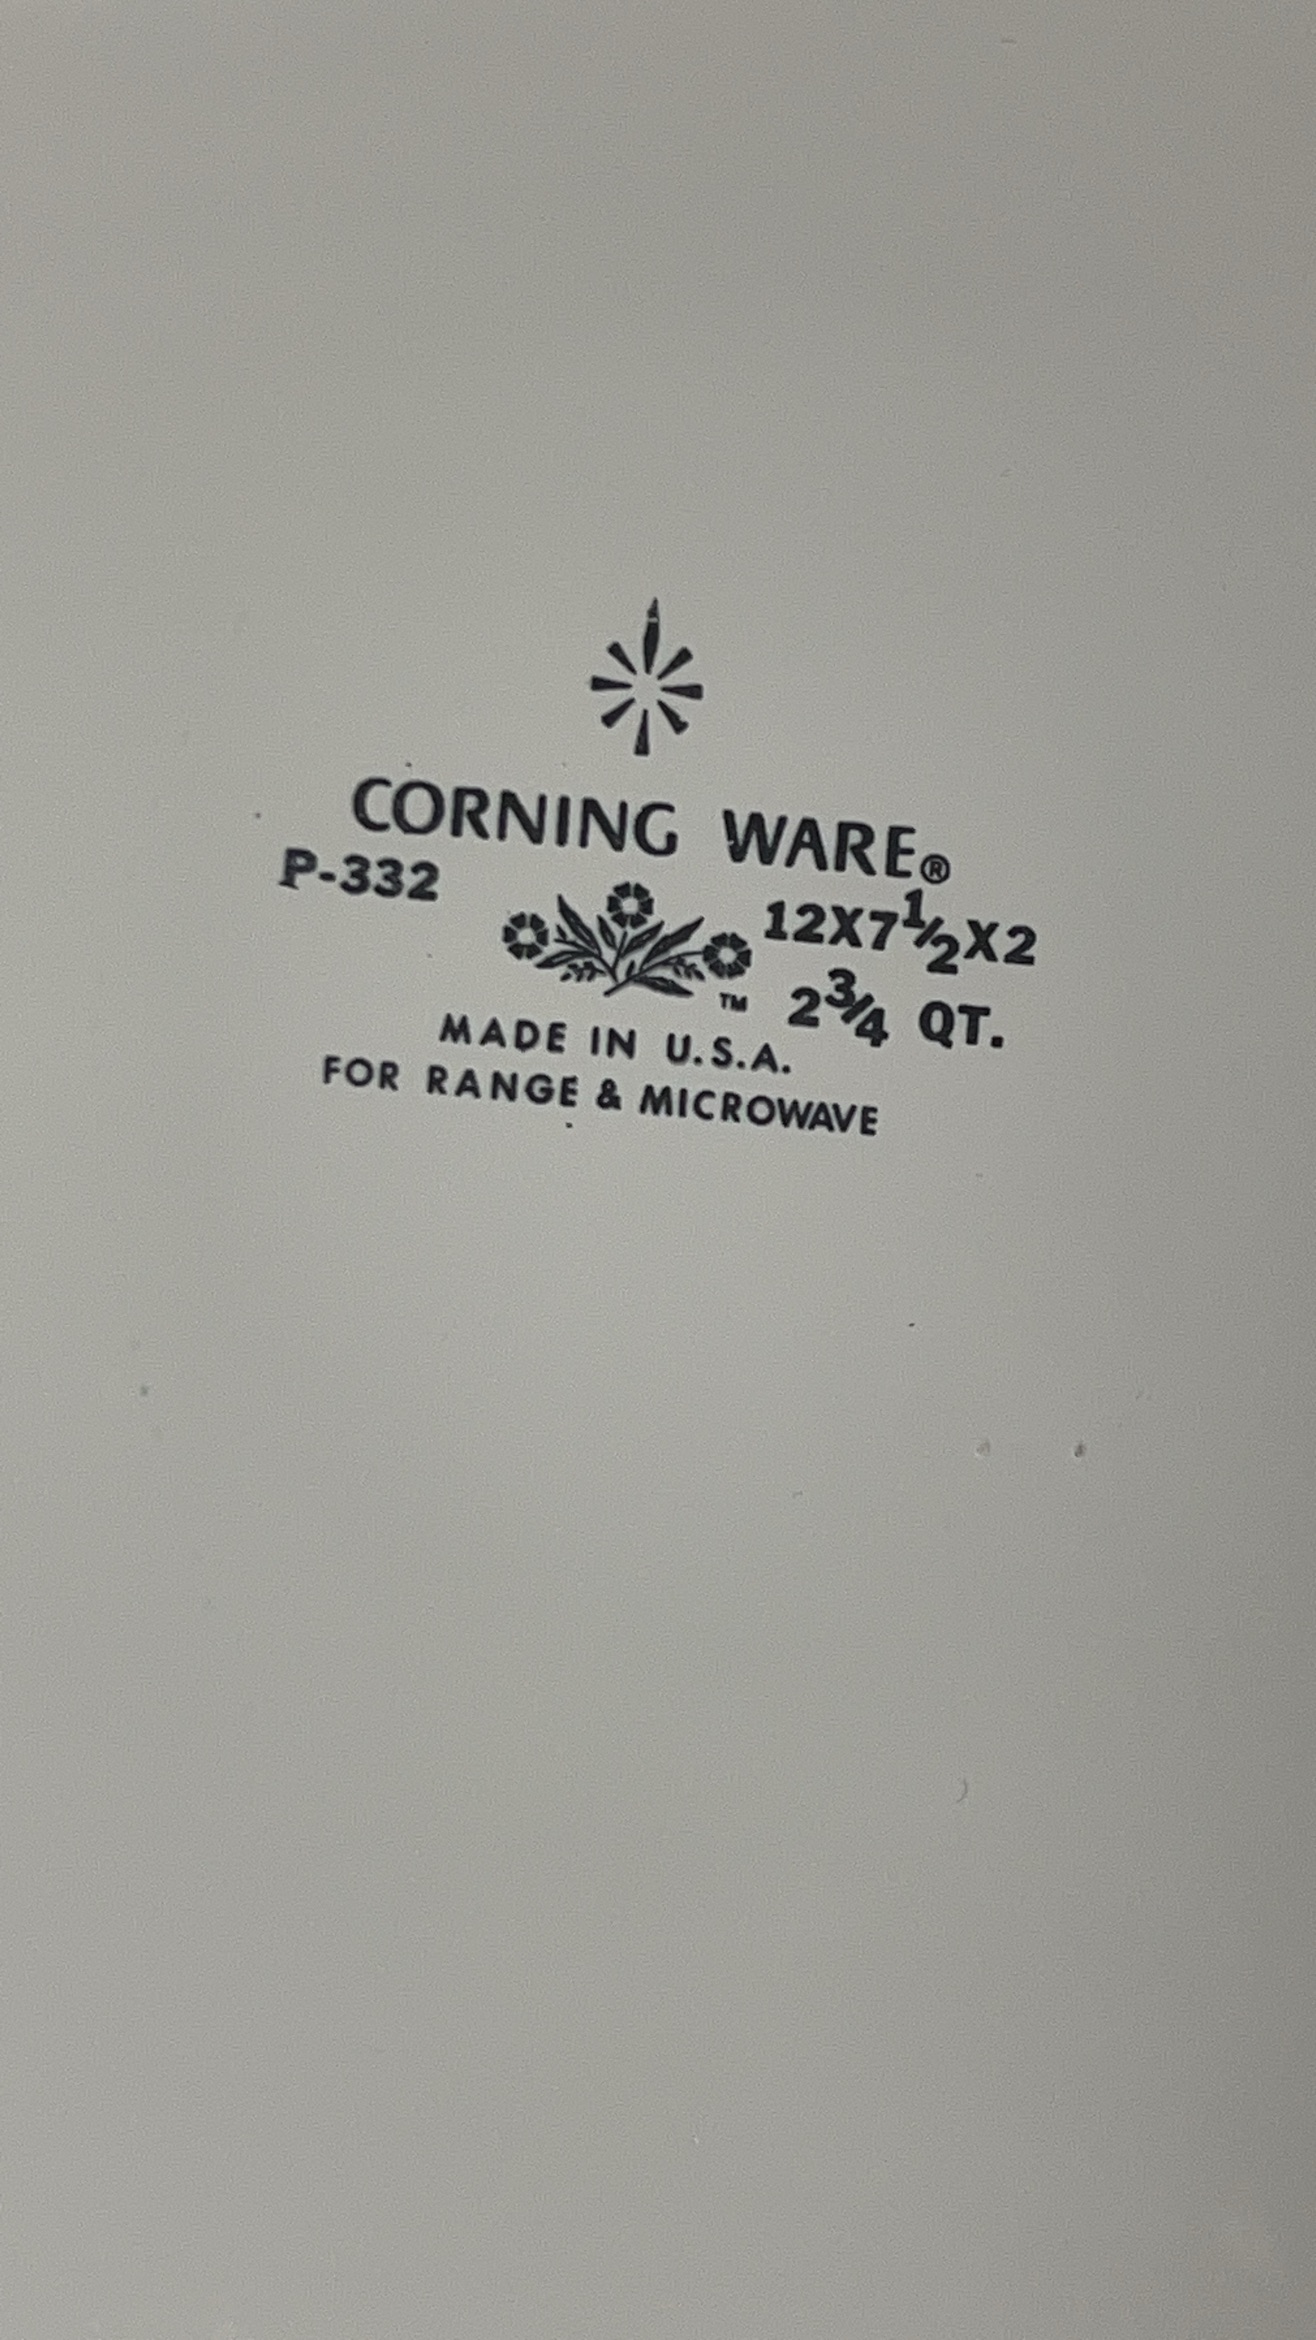 CORNING WARE®
P-332
12X7½X2
™ 2¾ QT.
MADE IN U.S.A.
FOR RANGE & MICROWAVE